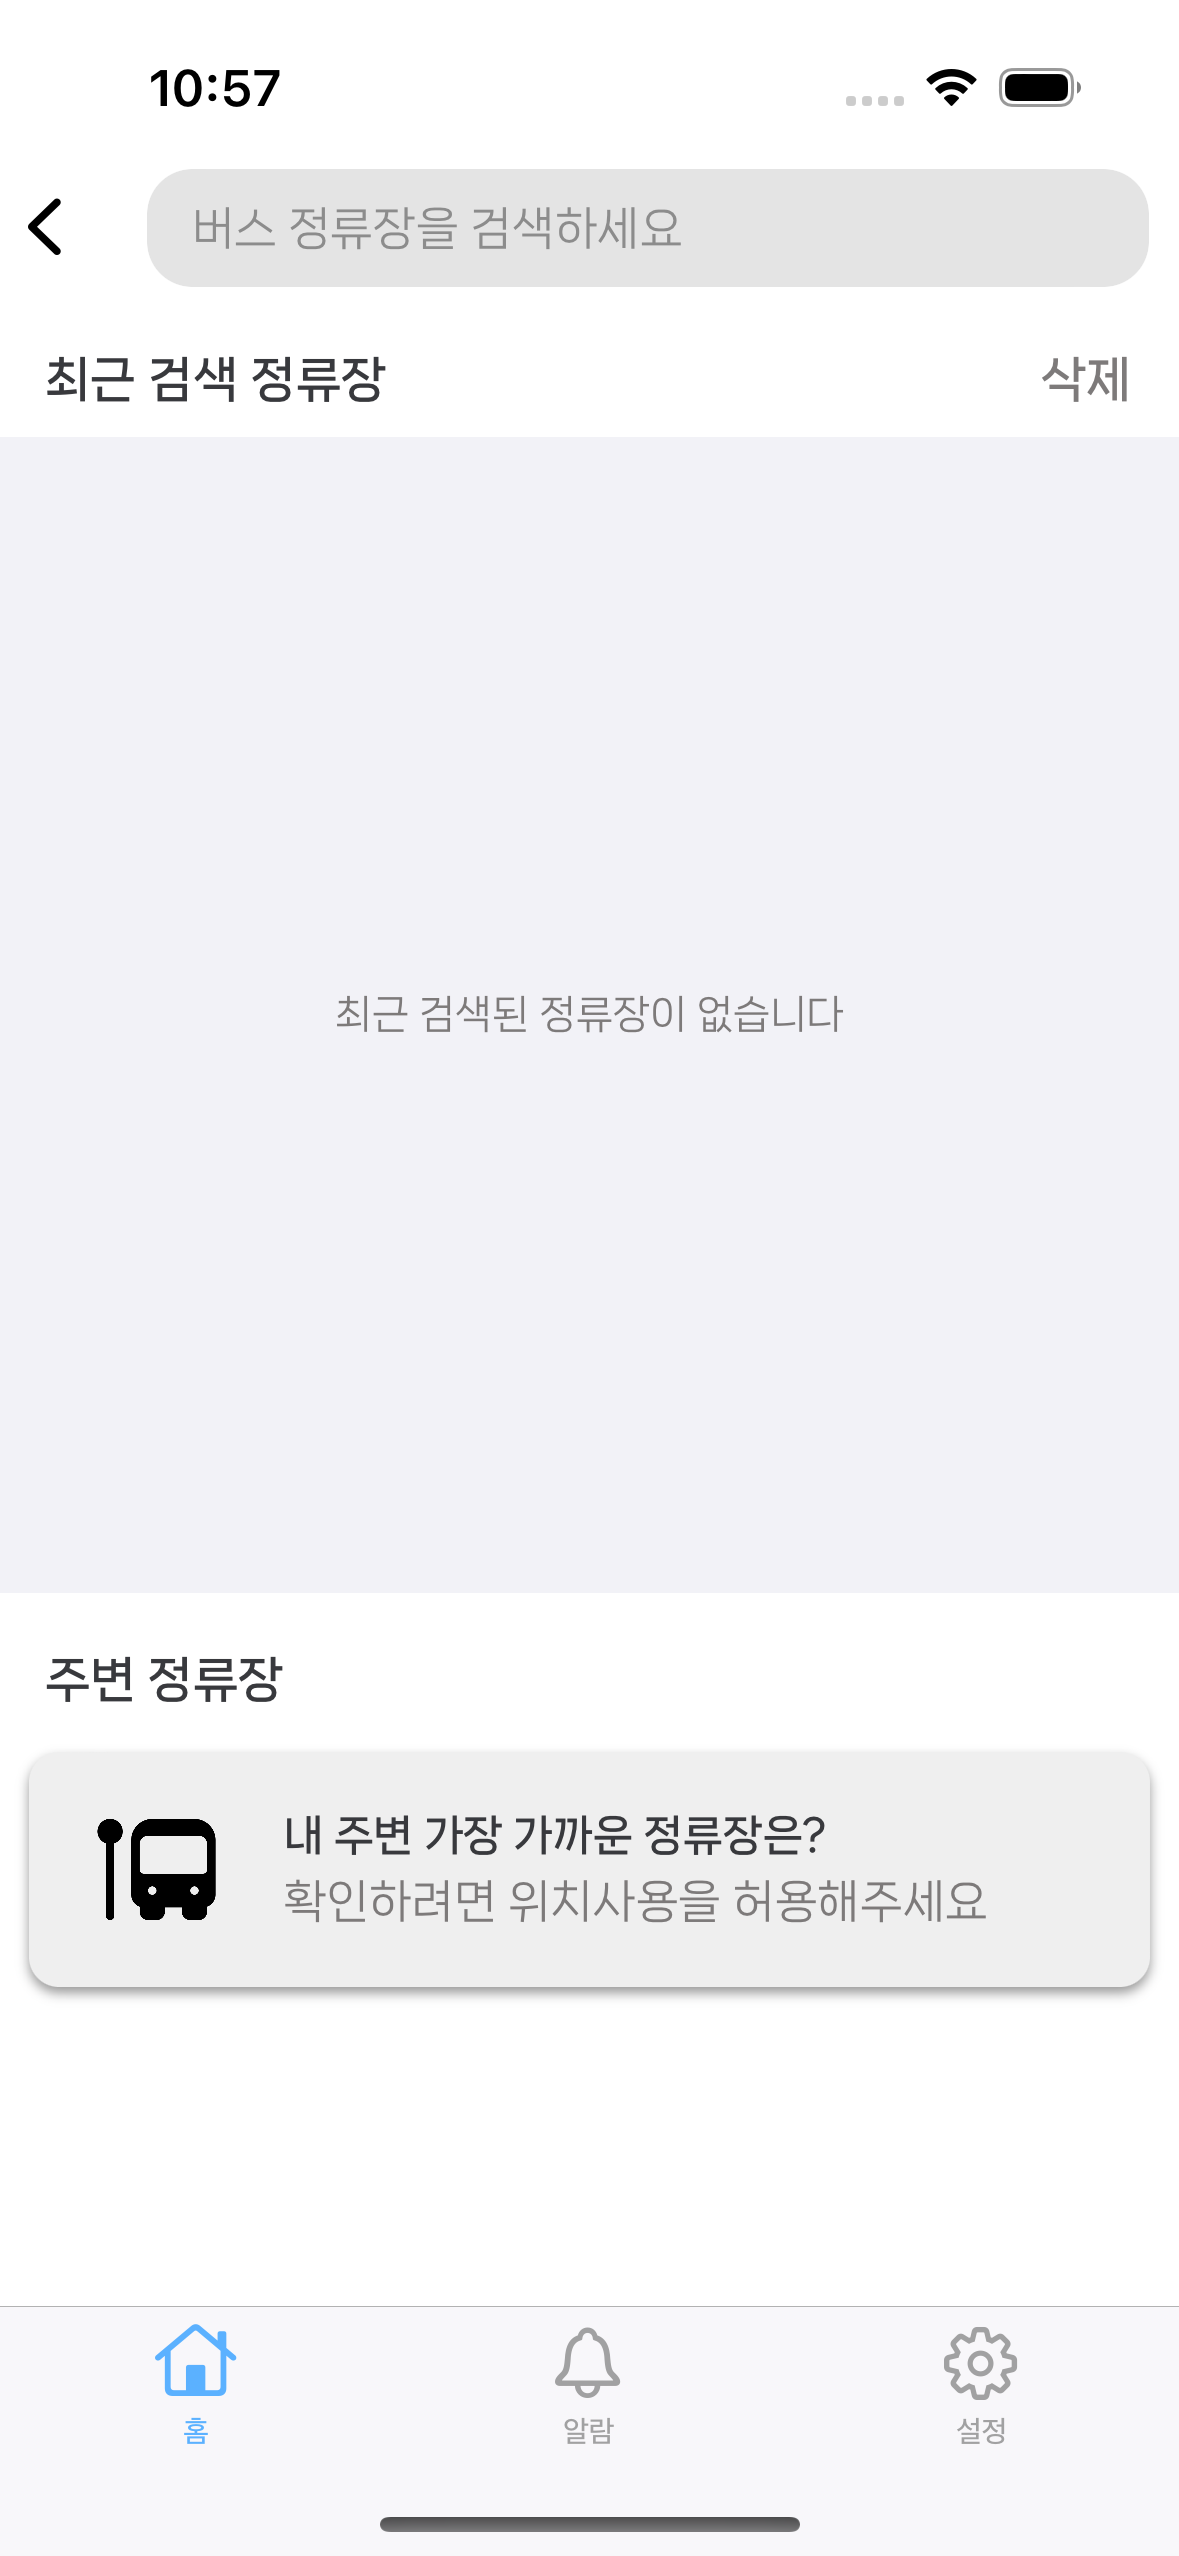 10:57
버스 정류장을 검색하세요
최근 검색 정류장
삭제
최근 검색된 정류장이 없습니다
주변 정류장
내 주변 가장 가까운 정류장은?
확인하려면 위치사용을 허용해주세요
홈
알람
설정